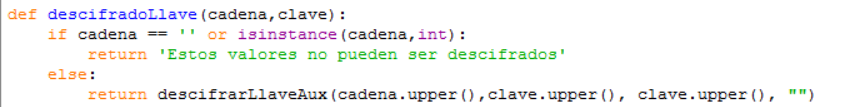 def descifradoLlave(cadena,clave):
    if cadena == '' or isinstance(cadena,int):
        return 'Estos valores no pueden ser descifrados'
    else:
        return descifrarLlaveAux(cadena.upper(),clave.upper(), clave.upper(), "")